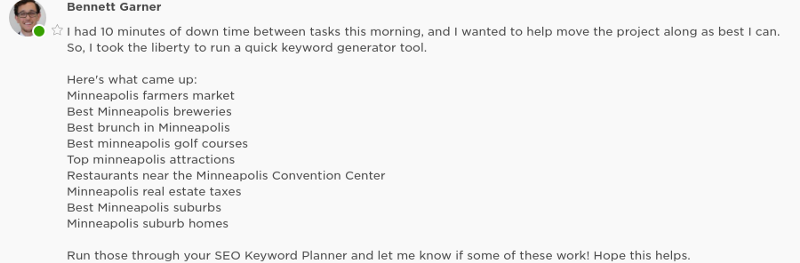 Bennett Garner
I had 10 minutes of down time between tasks this morning, and I wanted to help move the project along as best I can.
So, I took the liberty to run a quick keyword generator tool.
Here's what came up:
Minneapolis farmers market
Best Minneapolis breweries
Best brunch in Minneapolis
Best minneapolis golf courses
Top minneapolis attractions
Restaurants near the Minneapolis Convention Center
Minneapolis real estate taxes
Best Minneapolis suburbs
Minneapolis suburb homes
Run those through your SEO Keyword Planner and let me know if some of these work! Hope this helps.